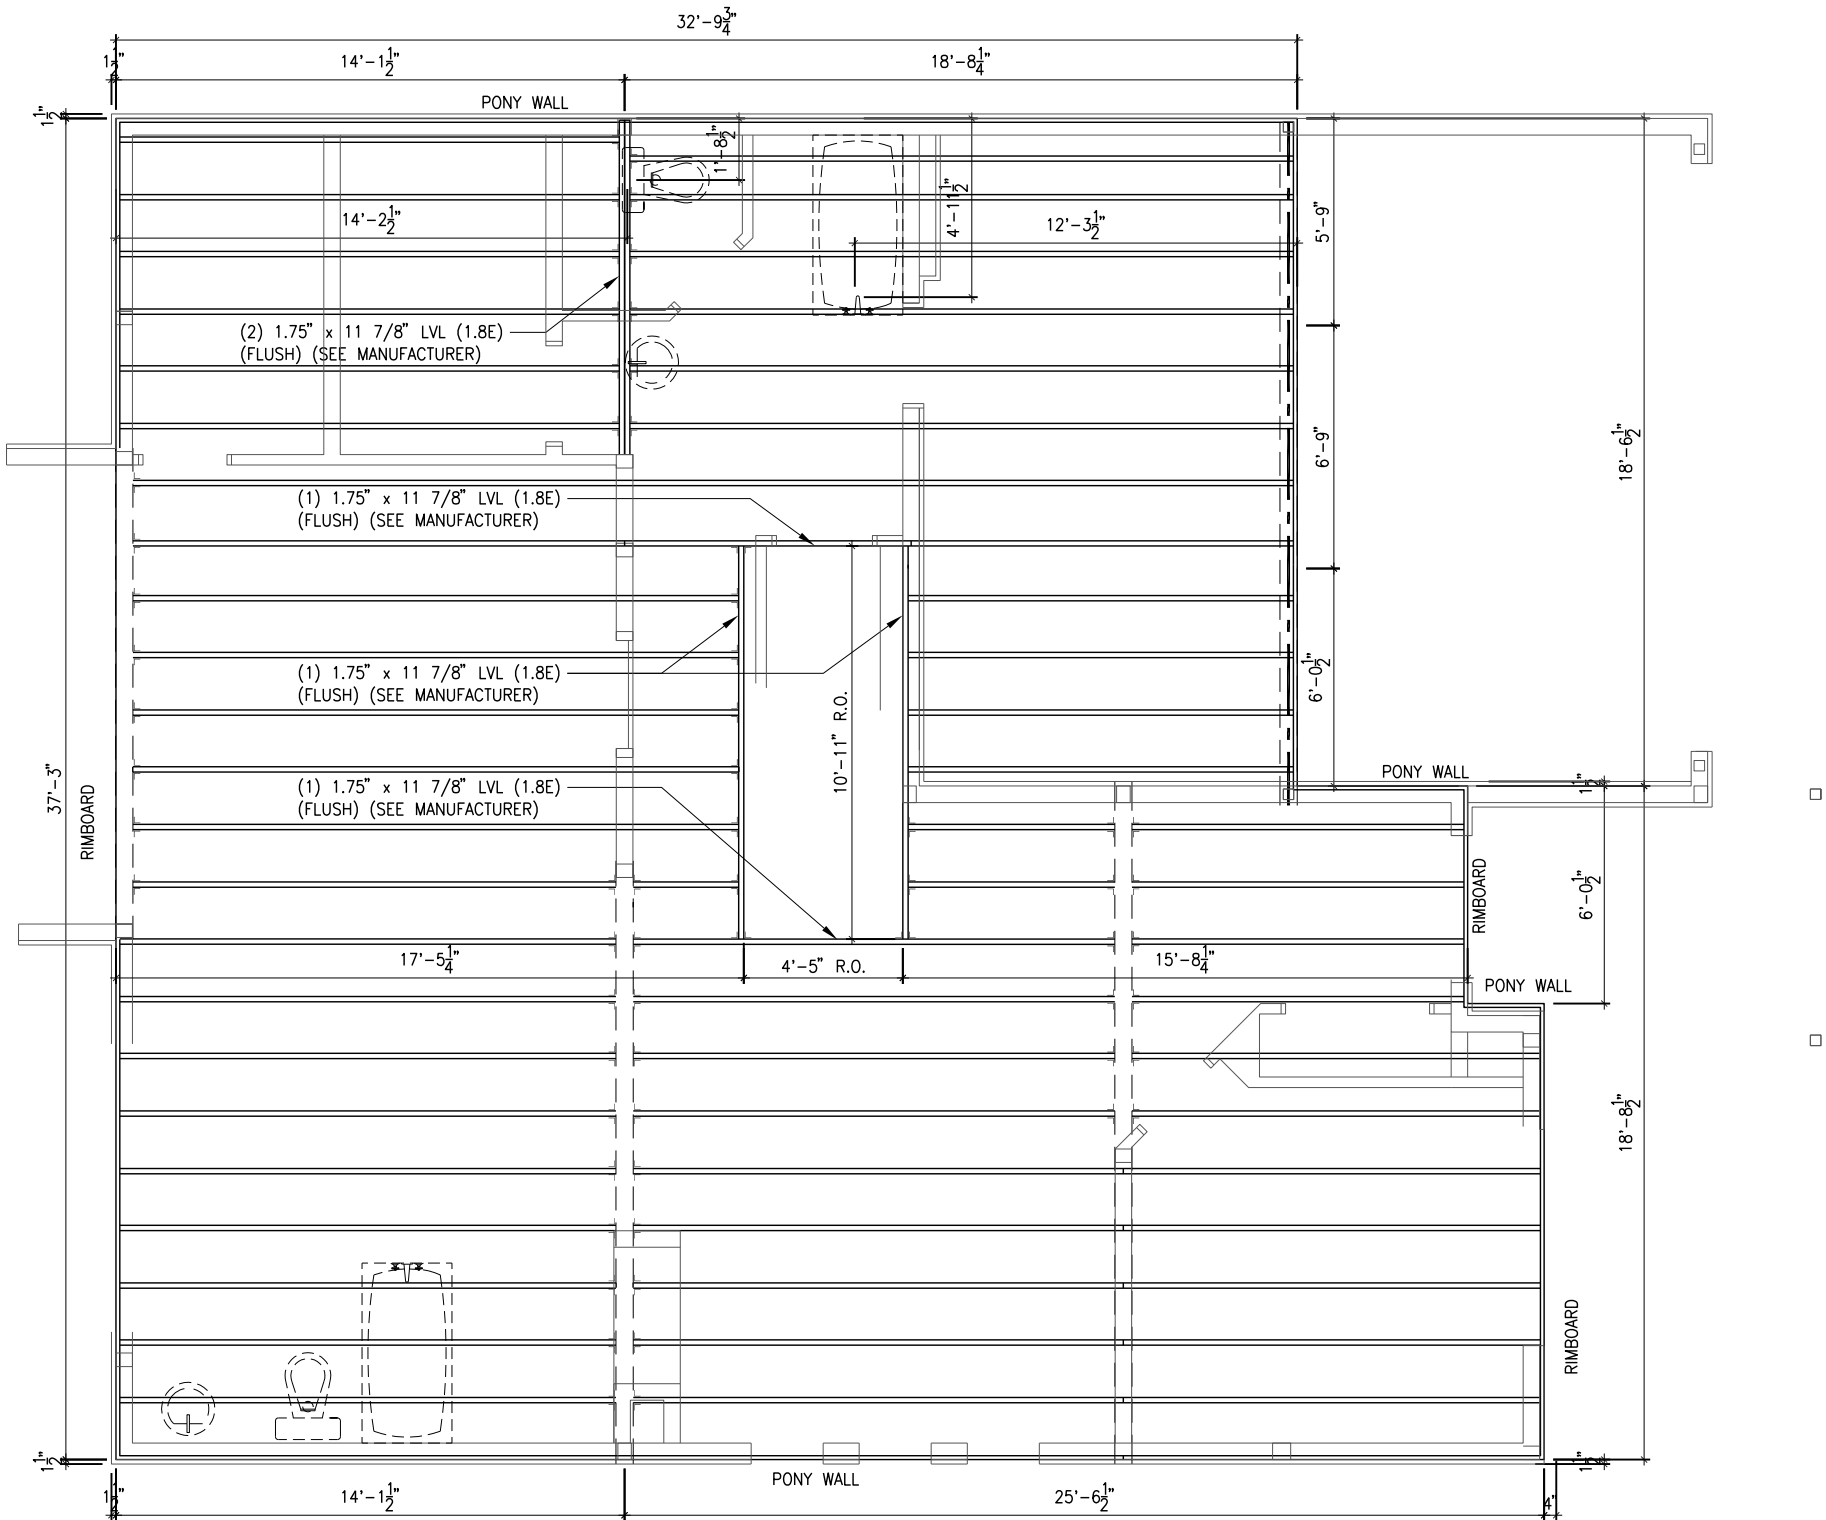 32'-9 3/4"
1 1/2"
14'-1 1/2"
18'-8 1/4"
PONY WALL
1 1/2"
1'-8 1/2"
4'-11 1/2"
14'-2 1/2"
12'-3 1/2"
5'-9"
(2) 1.75" x 11 7/8" LVL (1.8E)
(FLUSH) (SEE MANUFACTURER)
6'-9"
18'-6 1/2"
(1) 1.75" x 11 7/8" LVL (1.8E)
(FLUSH) (SEE MANUFACTURER)
(1) 1.75" x 11 7/8" LVL (1.8E)
(FLUSH) (SEE MANUFACTURER)
6'-0 1/2"
10'-11" R.O.
37'-3"
RIMBOARD
(1) 1.75" x 11 7/8" LVL (1.8E)
(FLUSH) (SEE MANUFACTURER)
PONY WALL
1 1/2"
RIMBOARD
6'-0 1/2"
17'-5 1/4"
4'-5" R.O.
15'-8 1/4"
PONY WALL
18'-8 1/2"
RIMBOARD
1 1/2"
PONY WALL
1 1/2"
1 1/2"
14'-1 1/2"
25'-6 1/2"
4"